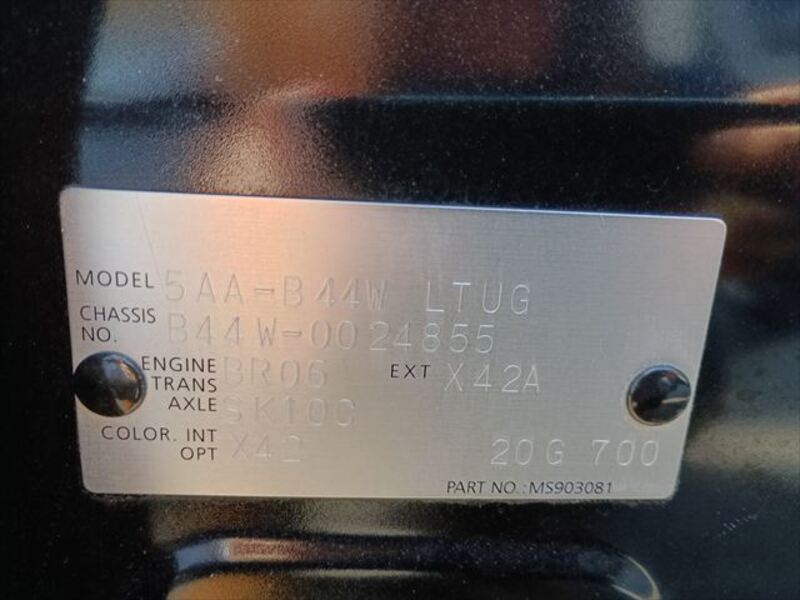 MODEL 5AA-B44W LTUG
CHASSIS NO. B44W-0024855
ENGINE BR06 EXT X42A
TRANS
AXLE SK10C
COLOR. INT X42
OPT 20G 700
PART NO.:MS903081